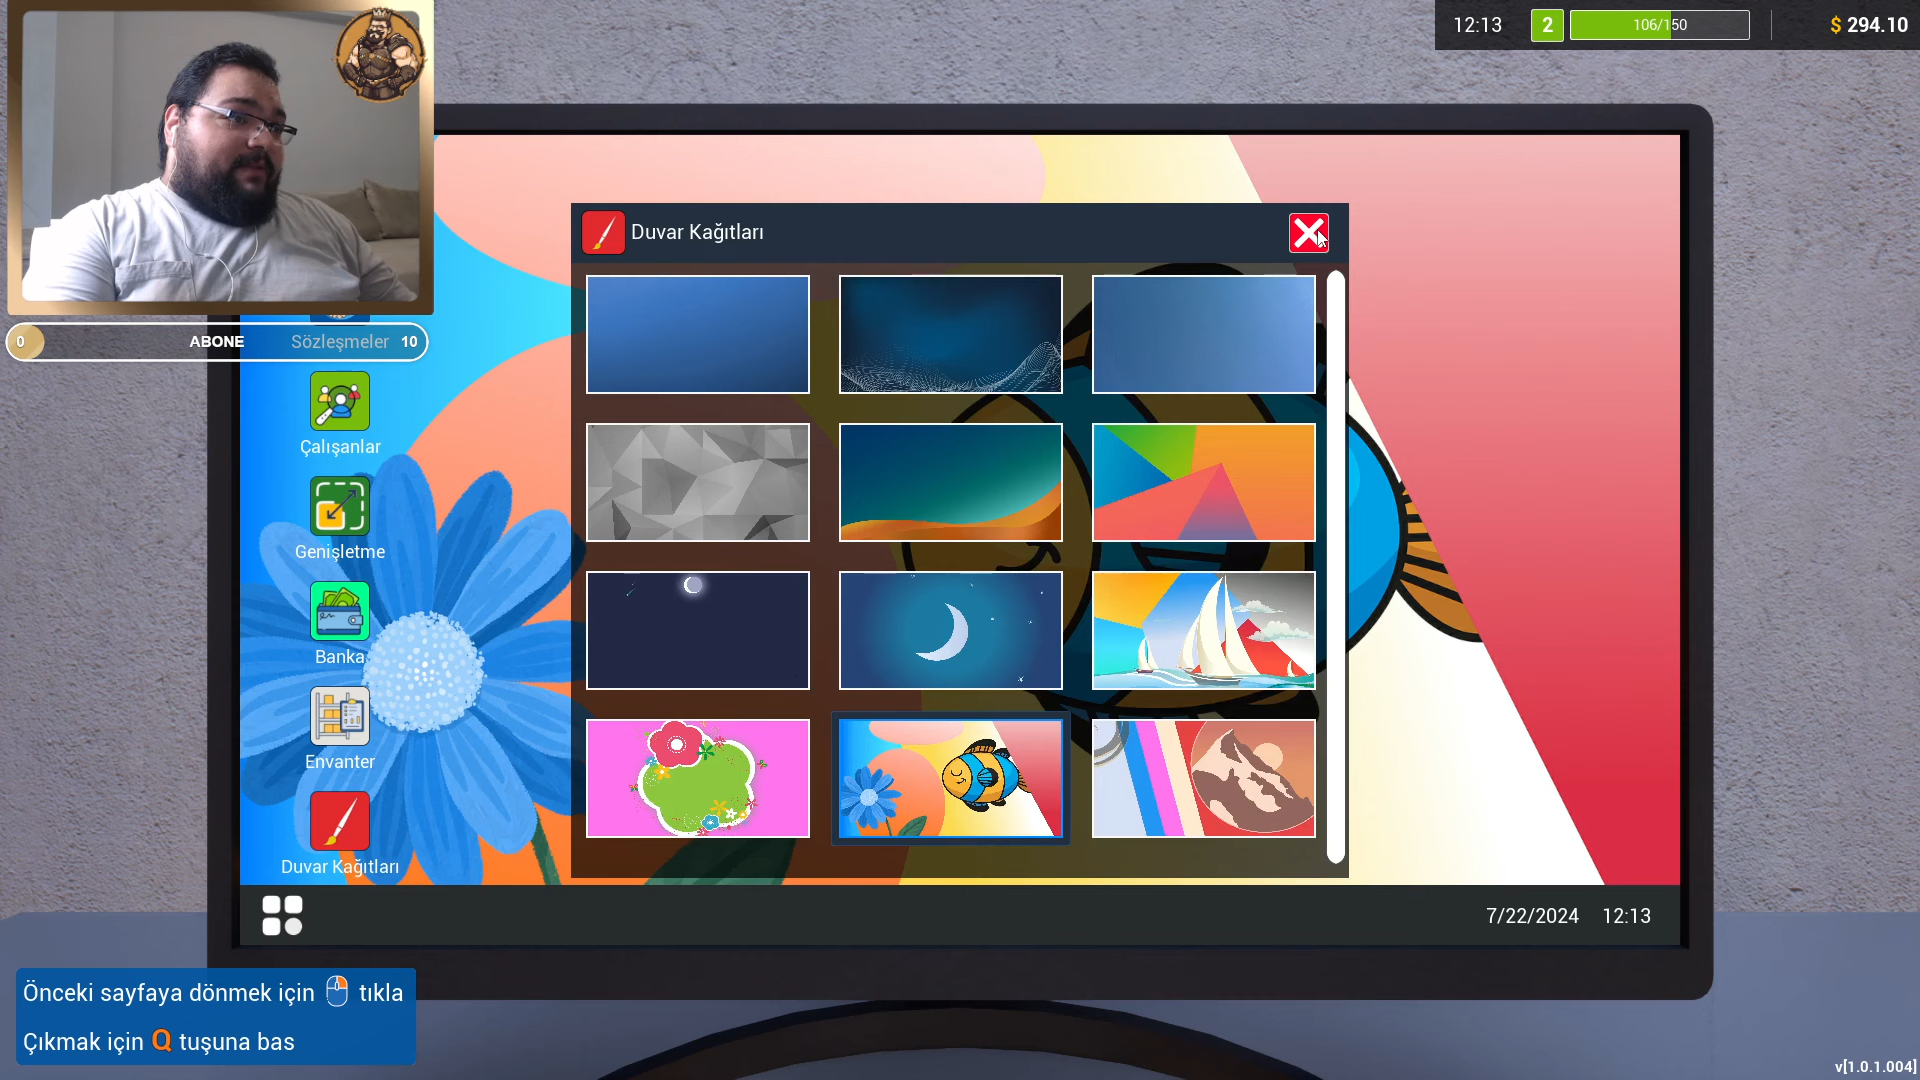 12:13
2
106/150
$ 294.10
Duvar Kağıtları
0
ABONE
Sözleşmeler
10
Çalışanlar
Genişletme
Banka
Envanter
Duvar Kağıtları
7/22/2024
12:13
Önceki sayfaya dönmek için tıkla
Çıkmak için Q tuşuna bas
v[1.0.1.004]